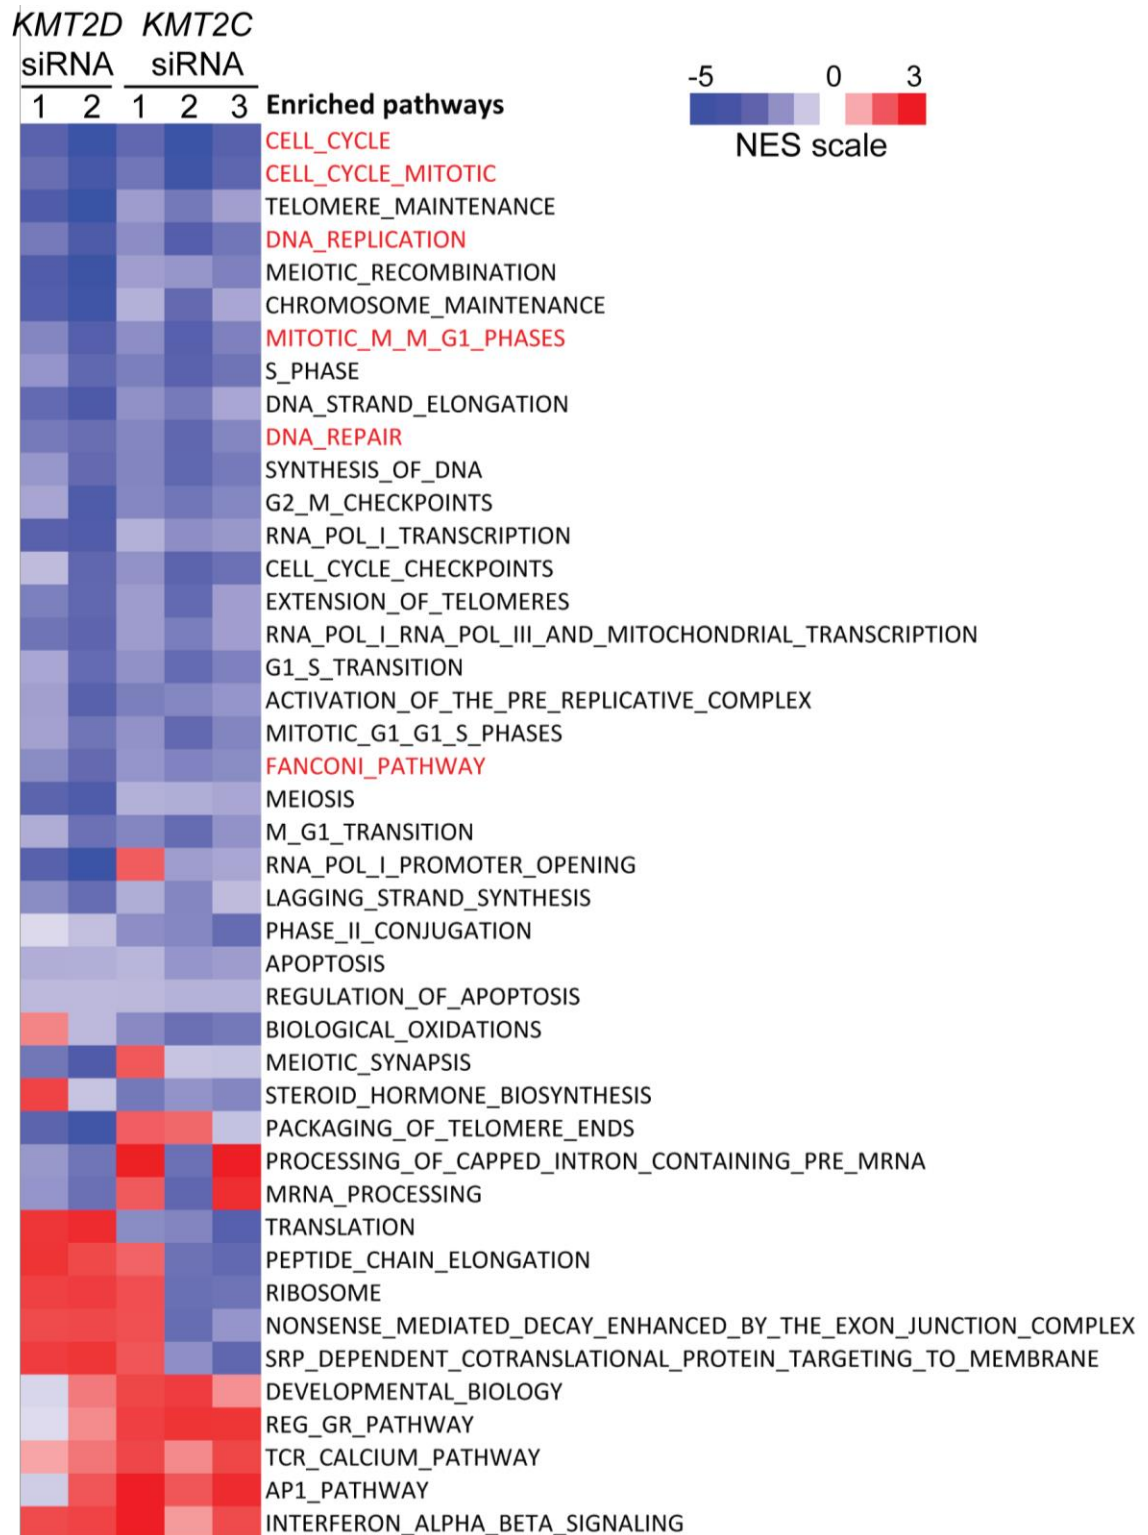 KMT2D KMT2C
siRNA siRNA
1 2 1 2 3 Enriched pathways
-5 0 3
NES scale
CELL_CYCLE
CELL_CYCLE_MITOTIC
TELOMERE_MAINTENANCE
DNA_REPLICATION
MEIOTIC_RECOMBINATION
CHROMOSOME_MAINTENANCE
MITOTIC_M_M_G1_PHASES
S_PHASE
DNA_STRAND_ELONGATION
DNA_REPAIR
SYNTHESIS_OF_DNA
G2_M_CHECKPOINTS
RNA_POL_I_TRANSCRIPTION
CELL_CYCLE_CHECKPOINTS
EXTENSION_OF_TELOMERES
RNA_POL_I_RNA_POL_III_AND_MITOCHONDRIAL_TRANSCRIPTION
G1_S_TRANSITION
ACTIVATION_OF_THE_PRE_REPLICATIVE_COMPLEX
MITOTIC_G1_G1_S_PHASES
FANCONI_PATHWAY
MEIOSIS
M_G1_TRANSITION
RNA_POL_I_PROMOTER_OPENING
LAGGING_STRAND_SYNTHESIS
PHASE_II_CONJUGATION
APOPTOSIS
REGULATION_OF_APOPTOSIS
BIOLOGICAL_OXIDATIONS
MEIOTIC_SYNAPSIS
STEROID_HORMONE_BIOSYNTHESIS
PACKAGING_OF_TELOMERE_ENDS
PROCESSING_OF_CAPPED_INTRON_CONTAINING_PRE_MRNA
MRNA_PROCESSING
TRANSLATION
PEPTIDE_CHAIN_ELONGATION
RIBOSOME
NONSENSE_MEDIATED_DECAY_ENHANCED_BY_THE_EXON_JUNCTION_COMPLEX
SRP_DEPENDENT_COTRANSLATIONAL_PROTEIN_TARGETING_TO_MEMBRANE
DEVELOPMENTAL_BIOLOGY
REG_GR_PATHWAY
TCR_CALCIUM_PATHWAY
AP1_PATHWAY
INTERFERON_ALPHA_BETA_SIGNALING